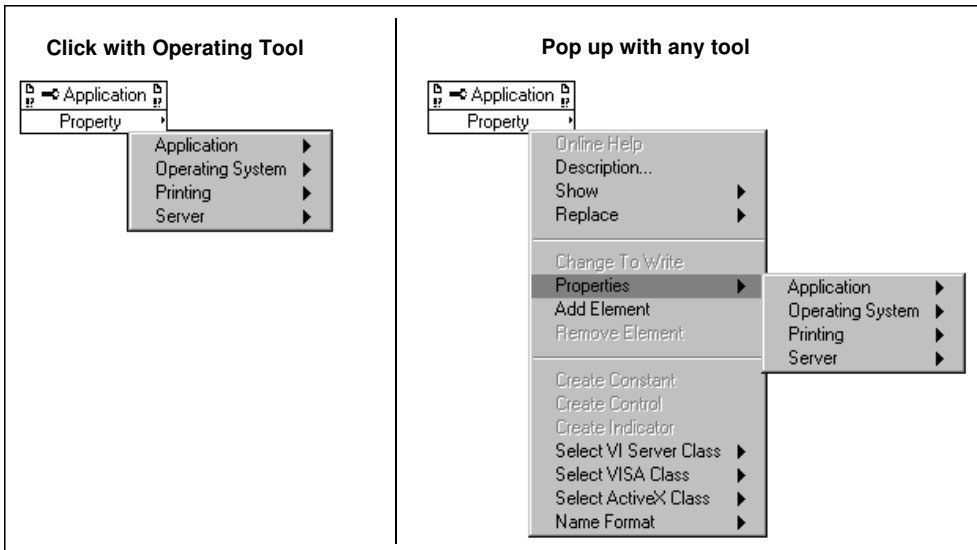 Click with Operating Tool
Application
!?
!?
Property
Application
Operating System
Printing
Server
Pop up with any tool
Application
!?
!?
Property
Online Help
Description...
Show
Replace
Change To Write
Properties
Add Element
Remove Element
Create Constant
Create Control
Create Indicator
Select VI Server Class
Select VISA Class
Select ActiveX Class
Name Format
Application
Operating System
Printing
Server